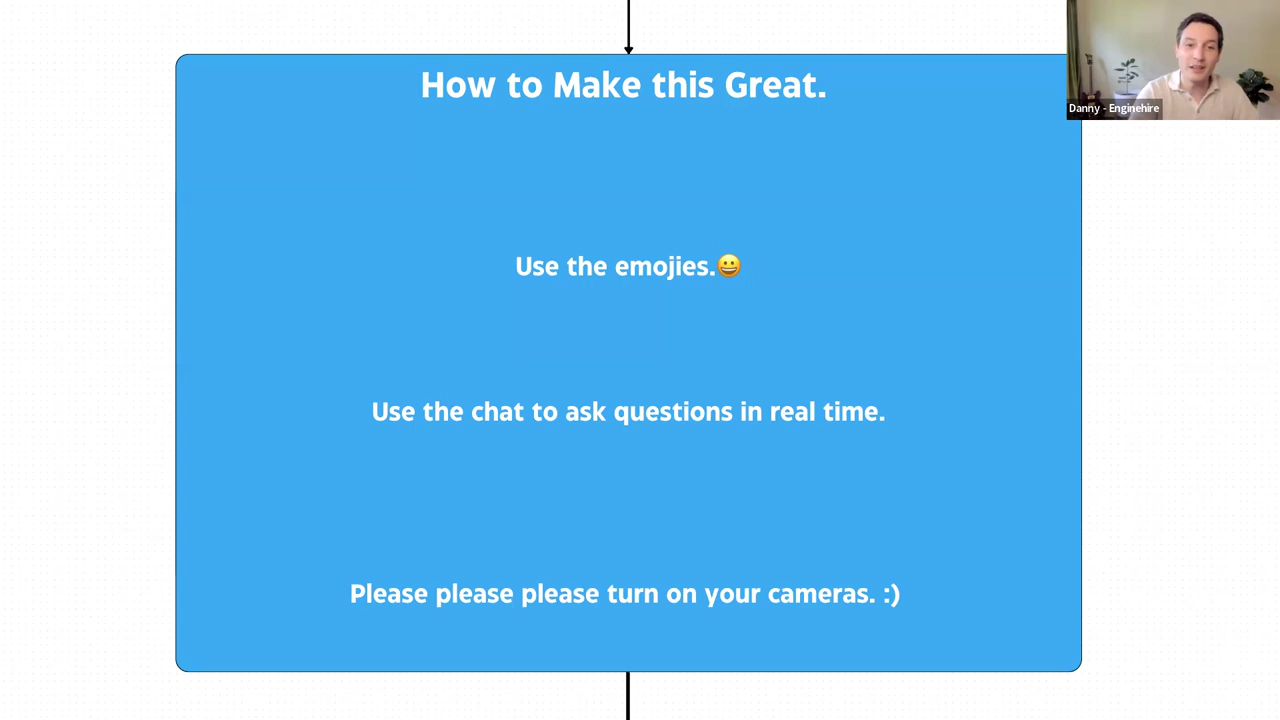 How to Make this Great.
Danny - Enginehire
Use the emojies.😀
Use the chat to ask questions in real time.
Please please please turn on your cameras. :)